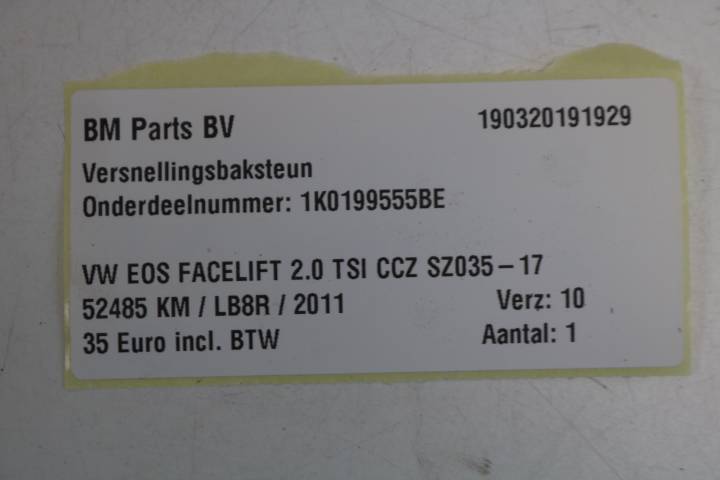 BM Parts BV 190320191929
Versnellingsbaksteun
Onderdeelnummer: 1K0199555BE
VW EOS FACELIFT 2.0 TSI CCZ SZ035-17
52485 KM / LB8R / 2011 Verz: 10
35 Euro incl. BTW Aantal: 1